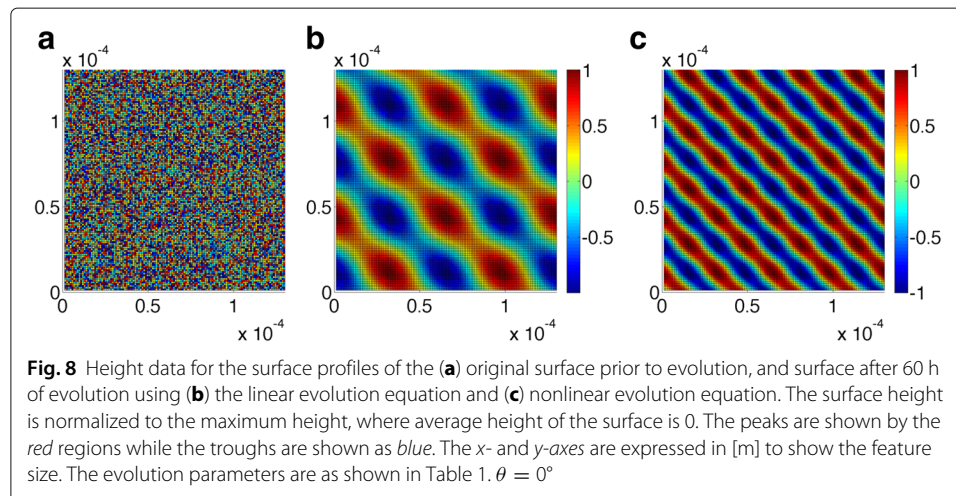 a
b
c
x 10⁻⁴
x 10⁻⁴
x 10⁻⁴
1
0.5
0
0 0.5 1
x 10⁻⁴
1
0.5
0
0 0.5 1
x 10⁻⁴
1
0.5
0
-0.5
1
0.5
0
0 0.5 1
x 10⁻⁴
1
0.5
0
-0.5
-1
Fig. 8 Height data for the surface profiles of the (a) original surface prior to evolution, and surface after 60 h
of evolution using (b) the linear evolution equation and (c) nonlinear evolution equation. The surface height
is normalized to the maximum height, where average height of the surface is 0. The peaks are shown by the
red regions while the troughs are shown as blue. The x- and y-axes are expressed in [m] to show the feature
size. The evolution parameters are as shown in Table 1. θ = 0°